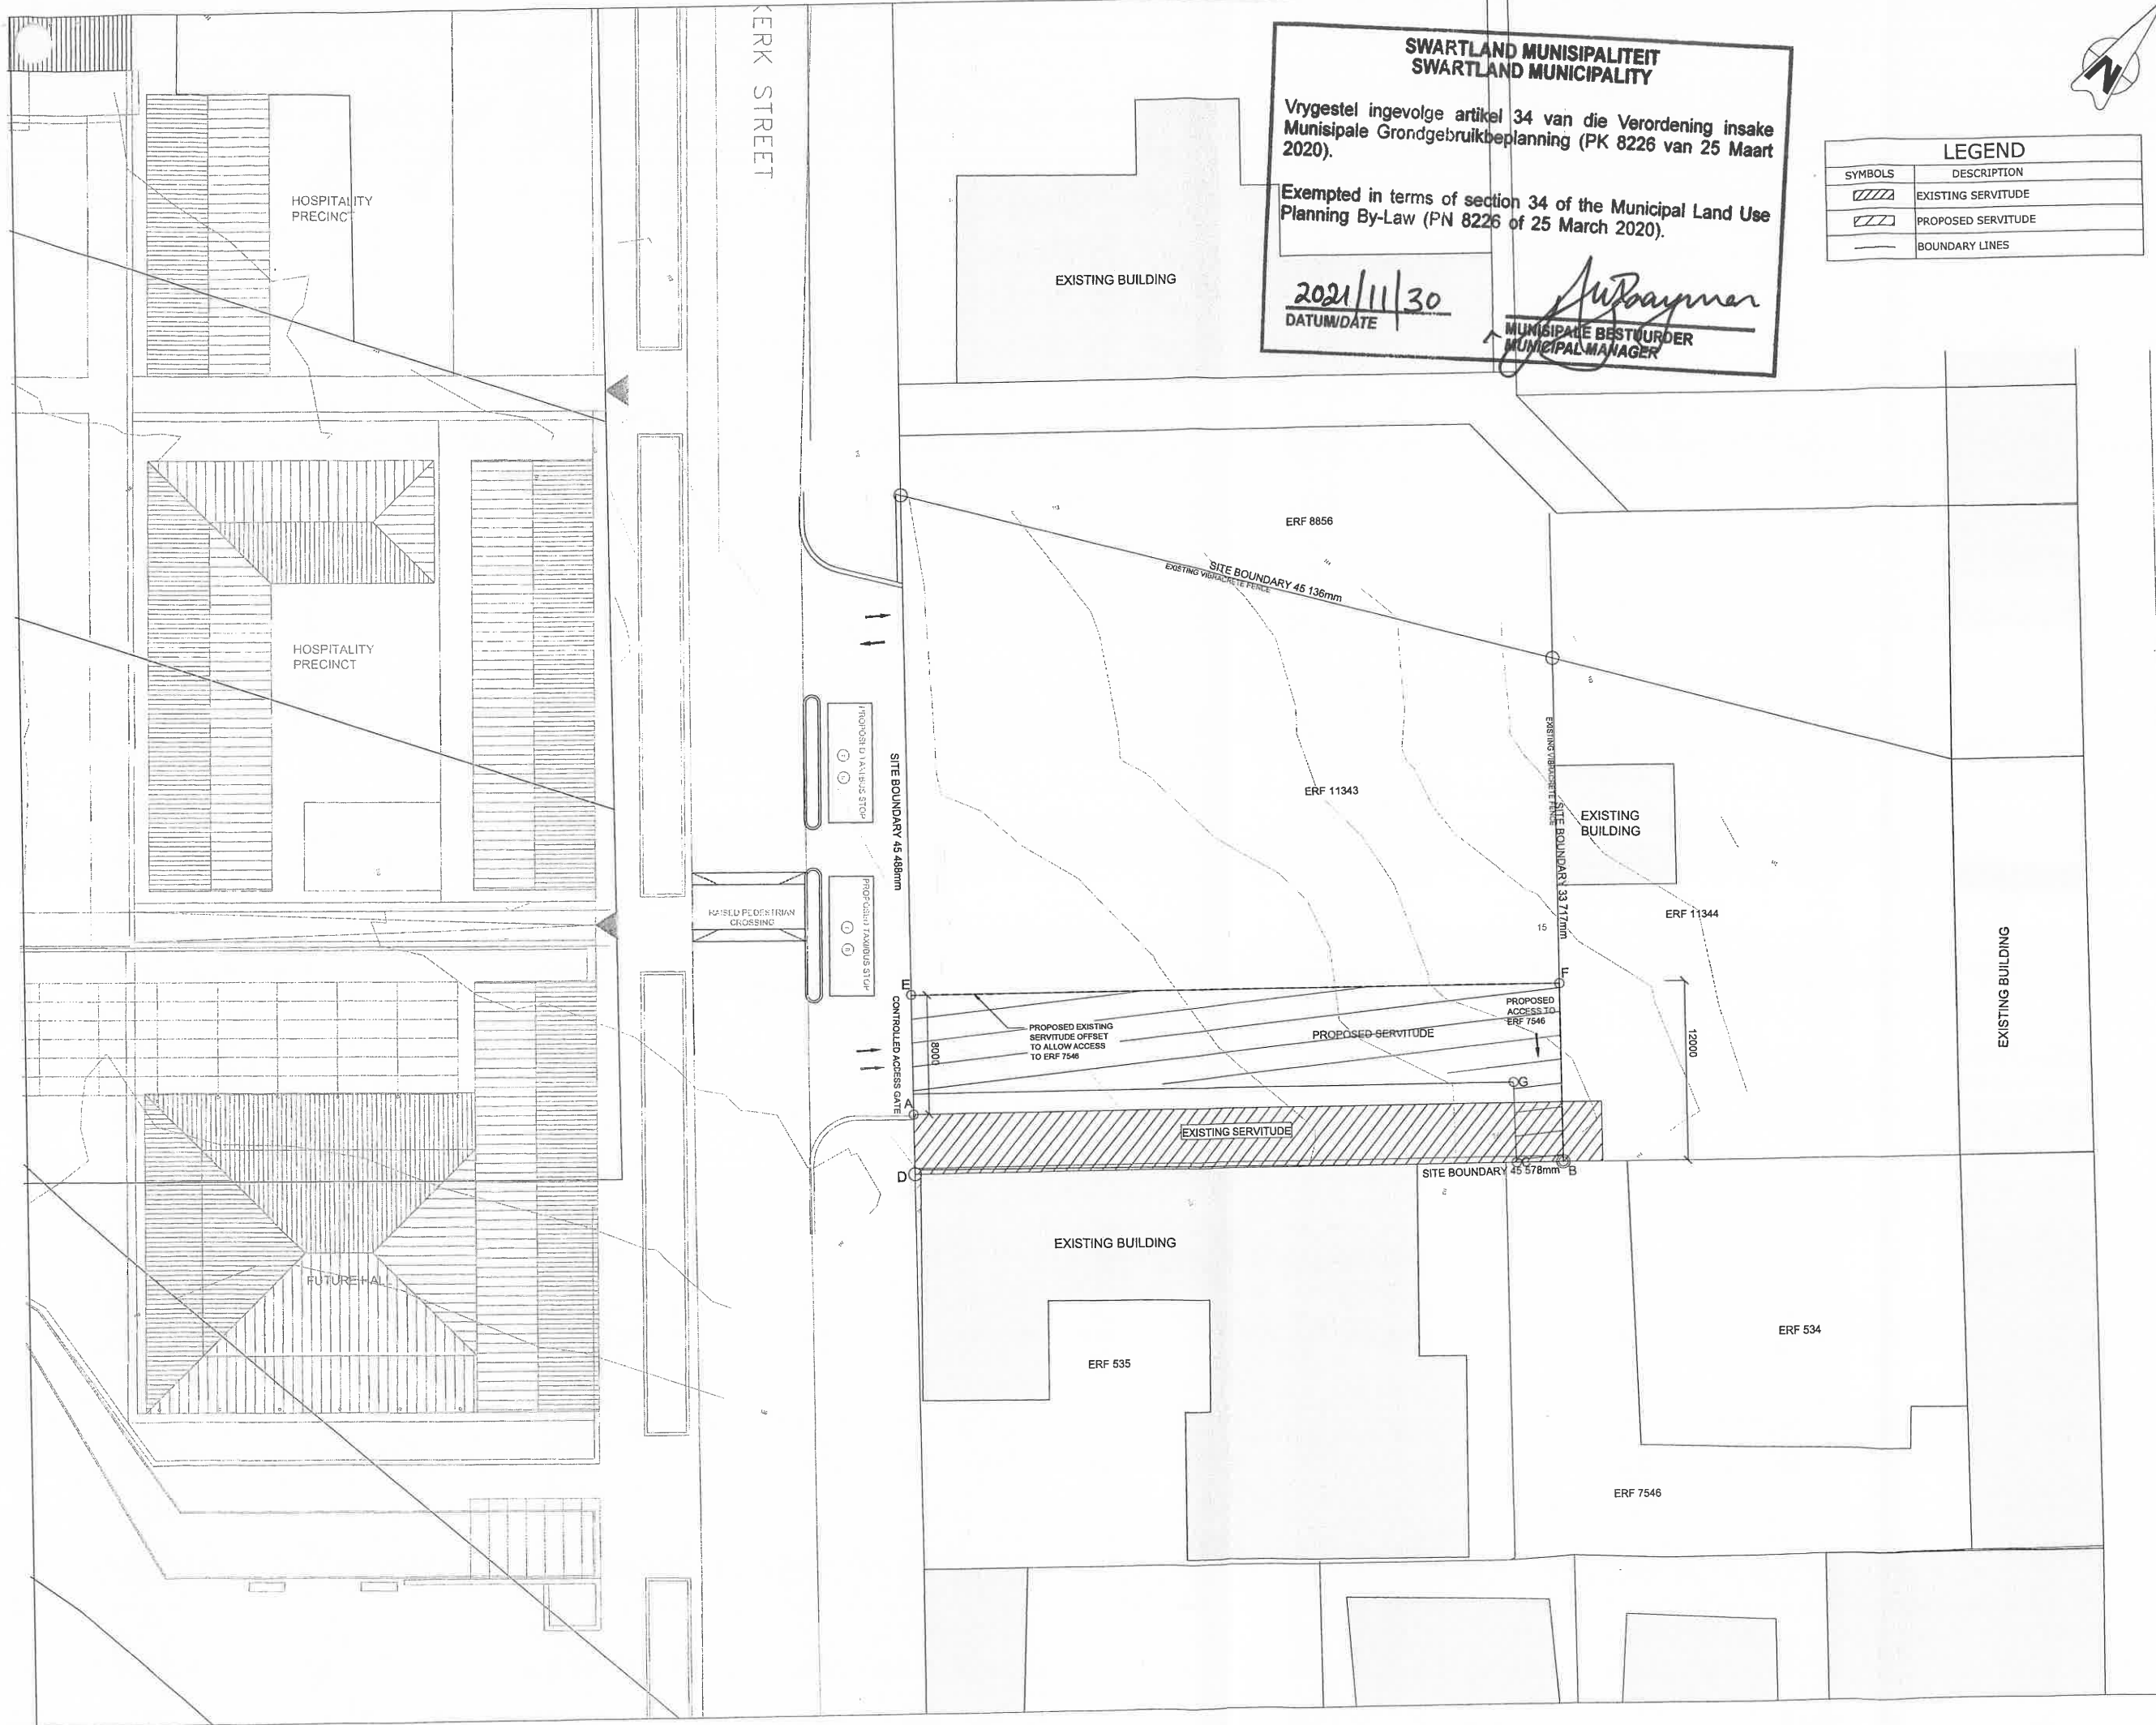 KERK STREET
SWARTLAND MUNISIPALITEIT
SWARTLAND MUNICIPALITY
Vrygestel ingevolge artikel 34 van die Verordening insake
Munisipale Grondgebruikbeplanning (PK 8226 van 25 Maart
2020).
Exempted in terms of section 34 of the Municipal Land Use
Planning By-Law (PN 8226 of 25 March 2020).
2021/11/30
DATUM/DATE
MUNISIPALE BESTUURDER
MUNICIPAL MANAGER
N
LEGEND
SYMBOLS DESCRIPTION
EXISTING SERVITUDE
PROPOSED SERVITUDE
BOUNDARY LINES
HOSPITALITY
PRECINCT
EXISTING BUILDING
ERF 8856
SITE BOUNDARY 45 136mm
EXISTING VIBRACRETE FENCE
HOSPITALITY
PRECINCT
PROPOSED TAXI/BUS STOP
SITE BOUNDARY 45 488mm
ERF 11343
EXISTING VIBRACRETE FENCE
SITE BOUNDARY 33 717mm
EXISTING
BUILDING
ERF 11344
15
RAISED PEDESTRIAN
CROSSING
PROPOSED TAXI/BUS STOP
EXISTING BUILDING
E
F
CONTROLLED ACCESS GATE
8000
PROPOSED EXISTING
SERVITUDE OFFSET
TO ALLOW ACCESS
TO ERF 7546
PROPOSED SERVITUDE
PROPOSED
ACCESS TO
ERF 7546
12000
G
A
EXISTING SERVITUDE
D
SITE BOUNDARY 45 578mm
B
EXISTING BUILDING
FUTURE HALL
ERF 535
ERF 534
ERF 7546